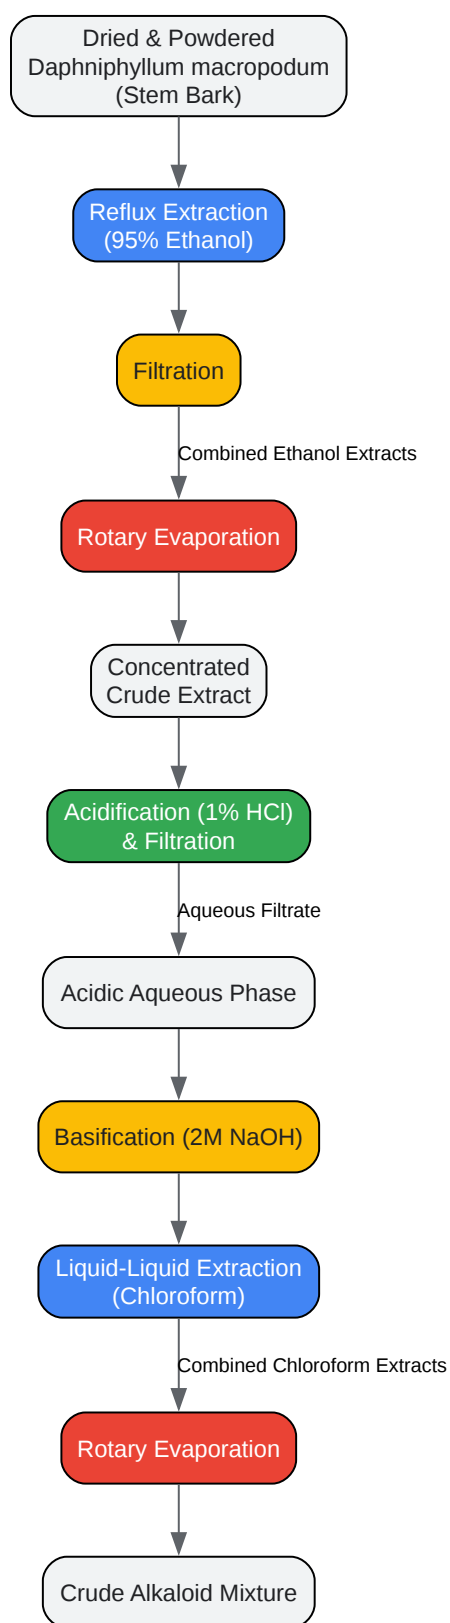 Dried & Powdered
Daphniphyllum macropodum
(Stem Bark)
Reflux Extraction
(95% Ethanol)
Filtration
Combined Ethanol Extracts
Rotary Evaporation
Concentrated
Crude Extract
Acidification (1% HCl)
& Filtration
Aqueous Filtrate
Acidic Aqueous Phase
Basification (2M NaOH)
Liquid-Liquid Extraction
(Chloroform)
Combined Chloroform Extracts
Rotary Evaporation
Crude Alkaloid Mixture